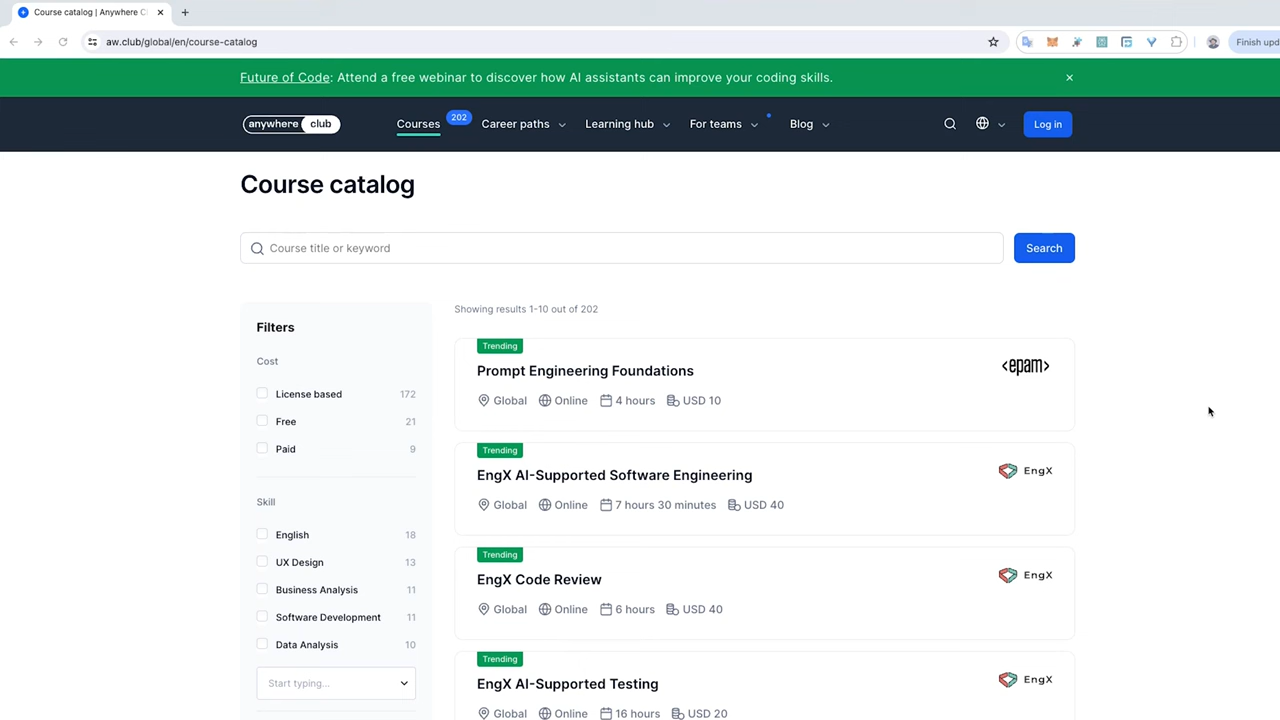 Course catalog | Anywhere C
aw.club/global/en/course-catalog
Finish upd
Future of Code: Attend a free webinar to discover how AI assistants can improve your coding skills.
anywhere club
Courses 202 Career paths Learning hub For teams Blog Log in
Course catalog
Course title or keyword Search
Filters
Cost
License based 172
Free 21
Paid 9
Skill
English 18
UX Design 13
Business Analysis 11
Software Development 11
Data Analysis 10
Start typing...
Showing results 1-10 out of 202
Trending
Prompt Engineering Foundations
<epam>
Global Online 4 hours USD 10
Trending
EngX AI-Supported Software Engineering
EngX
Global Online 7 hours 30 minutes USD 40
Trending
EngX Code Review
EngX
Global Online 6 hours USD 40
Trending
EngX AI-Supported Testing
EngX
Global Online 16 hours USD 20